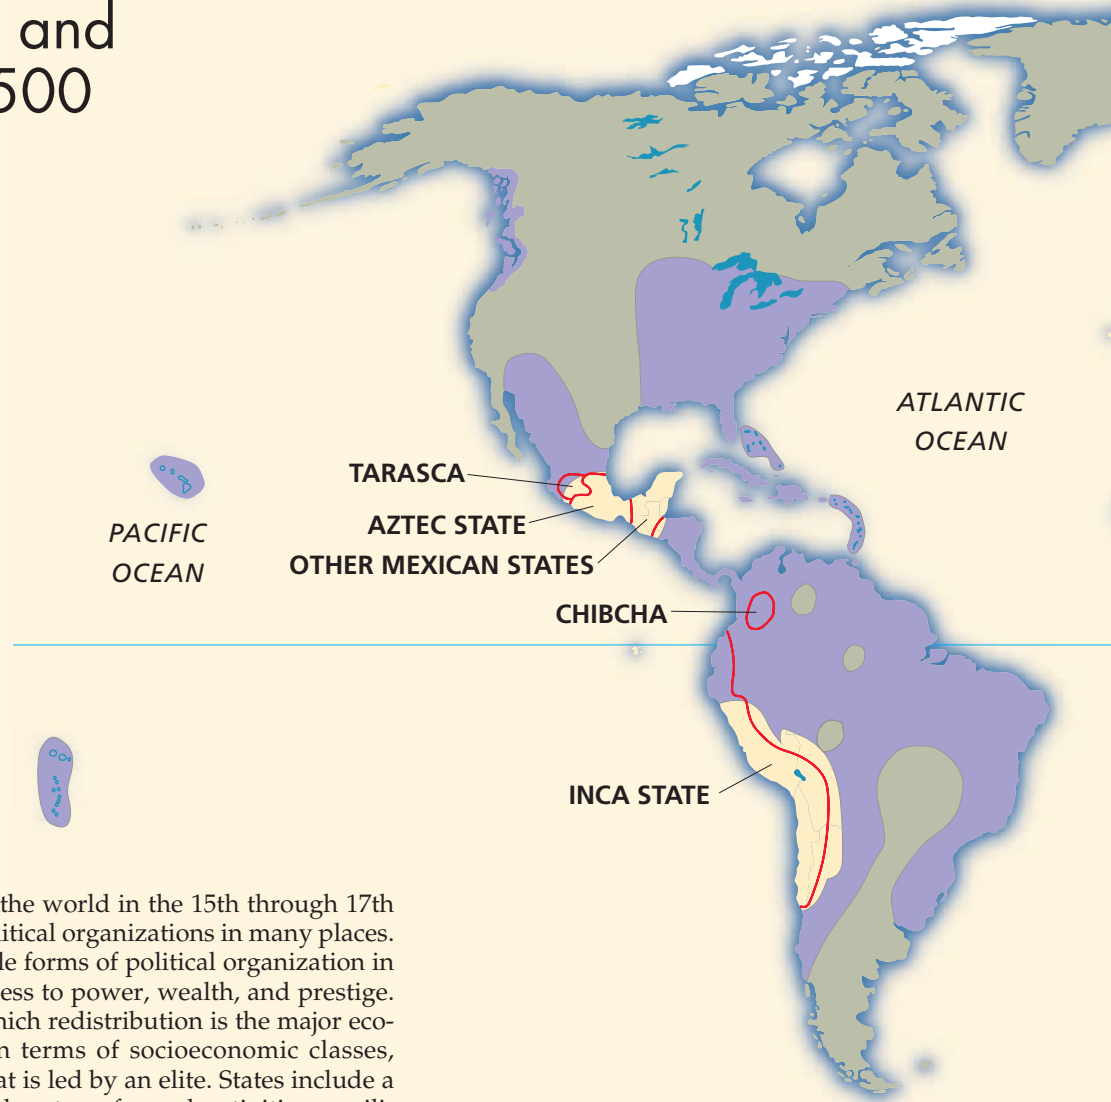 and
500
ATLANTIC
OCEAN
TARASCA
AZTEC STATE
PACIFIC
OCEAN
OTHER MEXICAN STATES
CHIBCHA
INCA STATE
the world in the 15th through 17th
litical organizations in many places.
le forms of political organization in
ess to power, wealth, and prestige.
hich redistribution is the major eco-
n terms of socioeconomic classes,
at is led by an elite. States include a